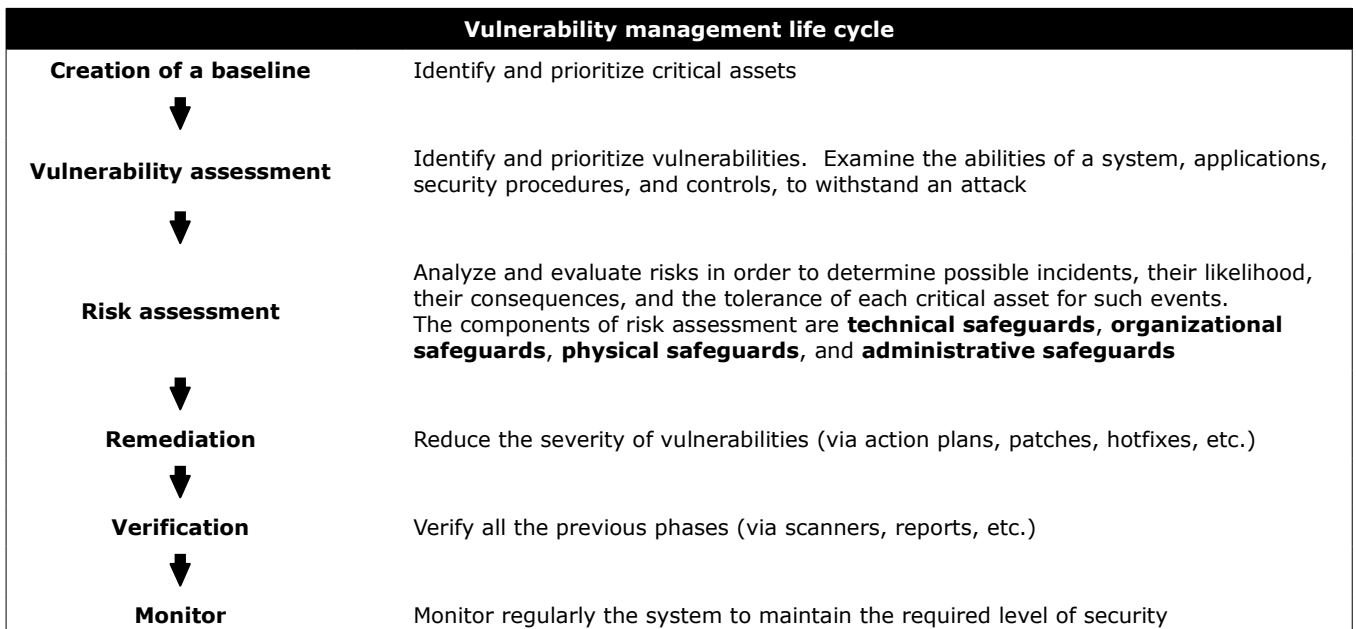 Vulnerability management life cycle
Creation of a baseline
Identify and prioritize critical assets
Vulnerability assessment
Identify and prioritize vulnerabilities.  Examine the abilities of a system, applications,
security procedures, and controls, to withstand an attack
Risk assessment
Analyze and evaluate risks in order to determine possible incidents, their likelihood,
their consequences, and the tolerance of each critical asset for such events.
The components of risk assessment are technical safeguards, organizational
safeguards, physical safeguards, and administrative safeguards
Remediation
Reduce the severity of vulnerabilities (via action plans, patches, hotfixes, etc.)
Verification
Verify all the previous phases (via scanners, reports, etc.)
Monitor
Monitor regularly the system to maintain the required level of security